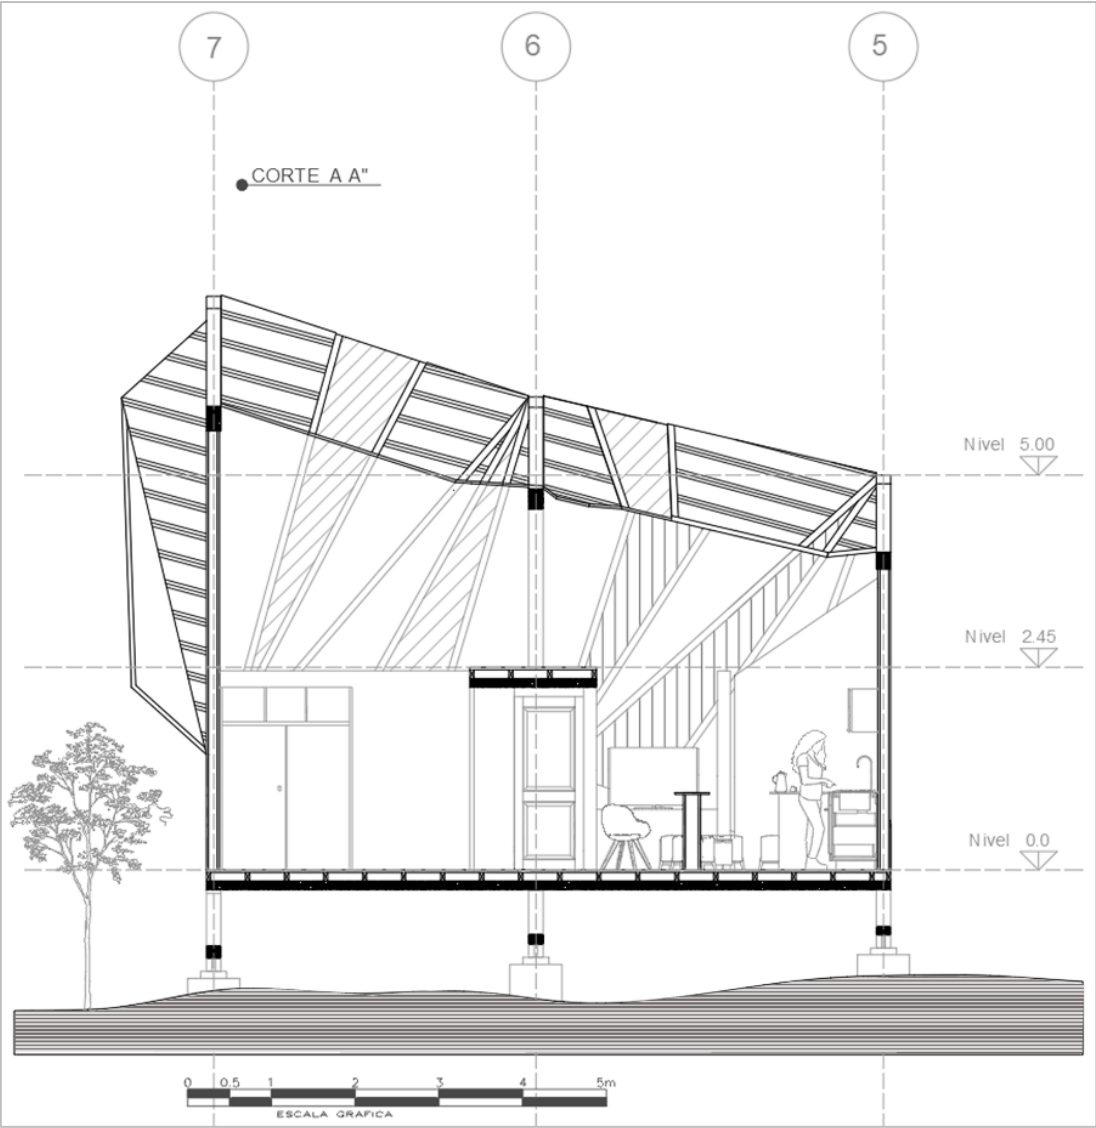 7 6 5
CORTE A A"
Nivel 5.00
Nivel 2.45
Nivel 0.0
0 0.5 1 2 3 4 5m
ESCALA GRAFICA